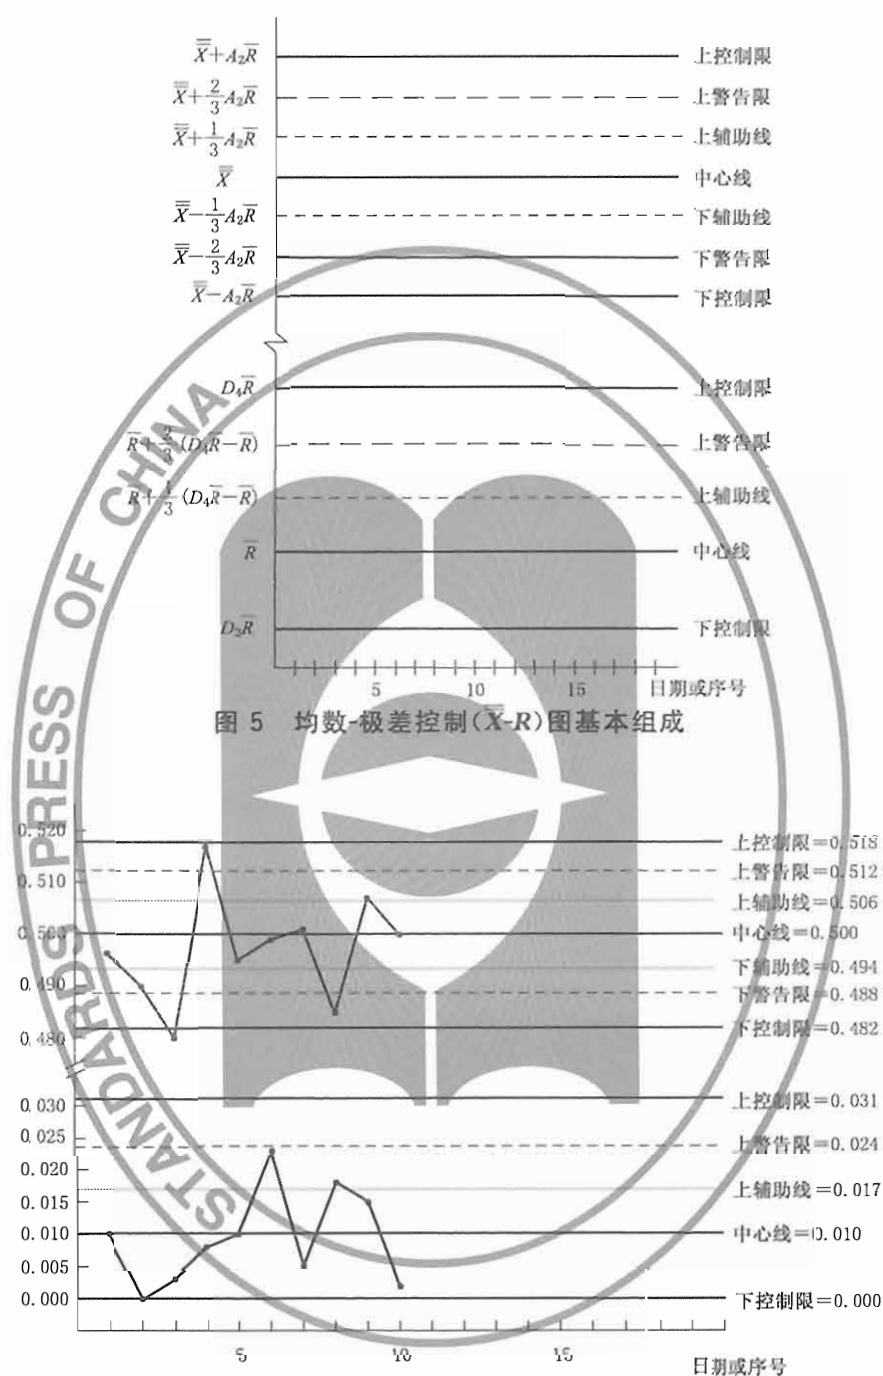 X̿+A₂R̅ 上控制限
X̿+2/3A₂R̅ 上警告限
X̿+1/3A₂R̅ 上辅助线
X̿ 中心线
X̿−1/3A₂R̅ 下辅助线
X̿−2/3A₂R̅ 下警告限
X̿−A₂R̅ 下控制限
D₄R̅ 上控制限
R̅+2/3(D₄R̅−R̅) 上警告限
R̅+1/3(D₄R̅−R̅) 上辅助线
R̅ 中心线
D₃R̅ 下控制限
5 10 15 日期或序号
图 5 均数-极差控制(X̿-R)图基本组成
STANDARDS PRESS OF CHINA
0.520
上控制限=0.518
上警告限=0.512
0.510
上辅助线=0.506
0.500 中心线=0.500
下辅助线=0.494
0.490 下警告限=0.488
下控制限=0.482
0.480
0.030 上控制限=0.031
0.025 上警告限=0.024
0.020
上辅助线=0.017
0.015
0.010 中心线=0.010
0.005
0.000 下控制限=0.000
5 10 15
日期或序号